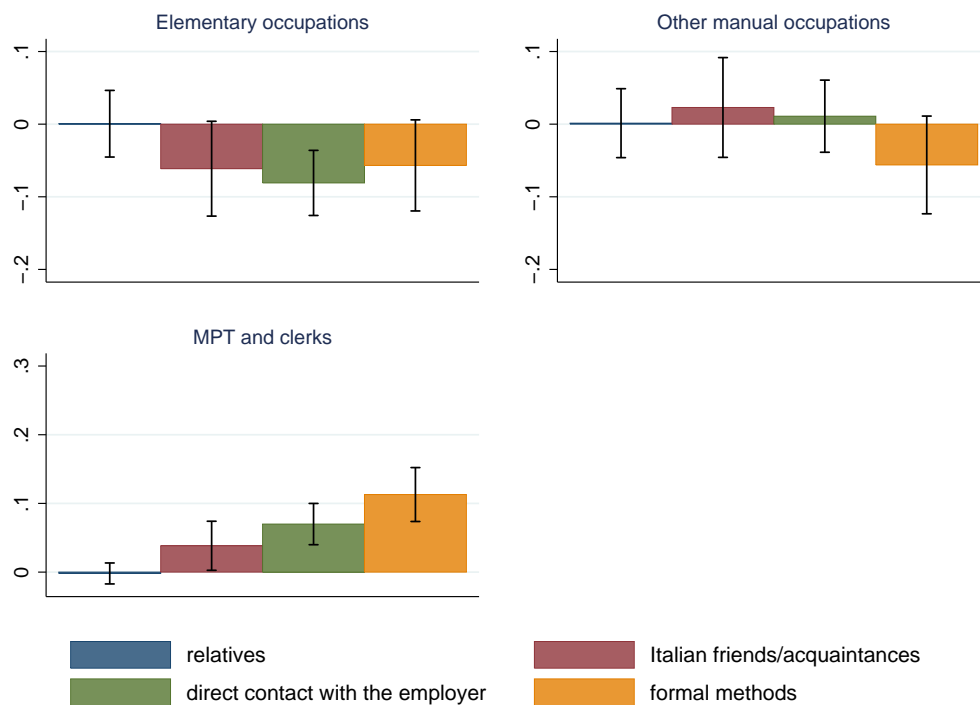 Elementary occupations
Other manual occupations
.1
0
−.1
−.2
.1
0
−.1
−.2
MPT and clerks
.3
.2
.1
0
relatives
Italian friends/acquaintances
direct contact with the employer
formal methods